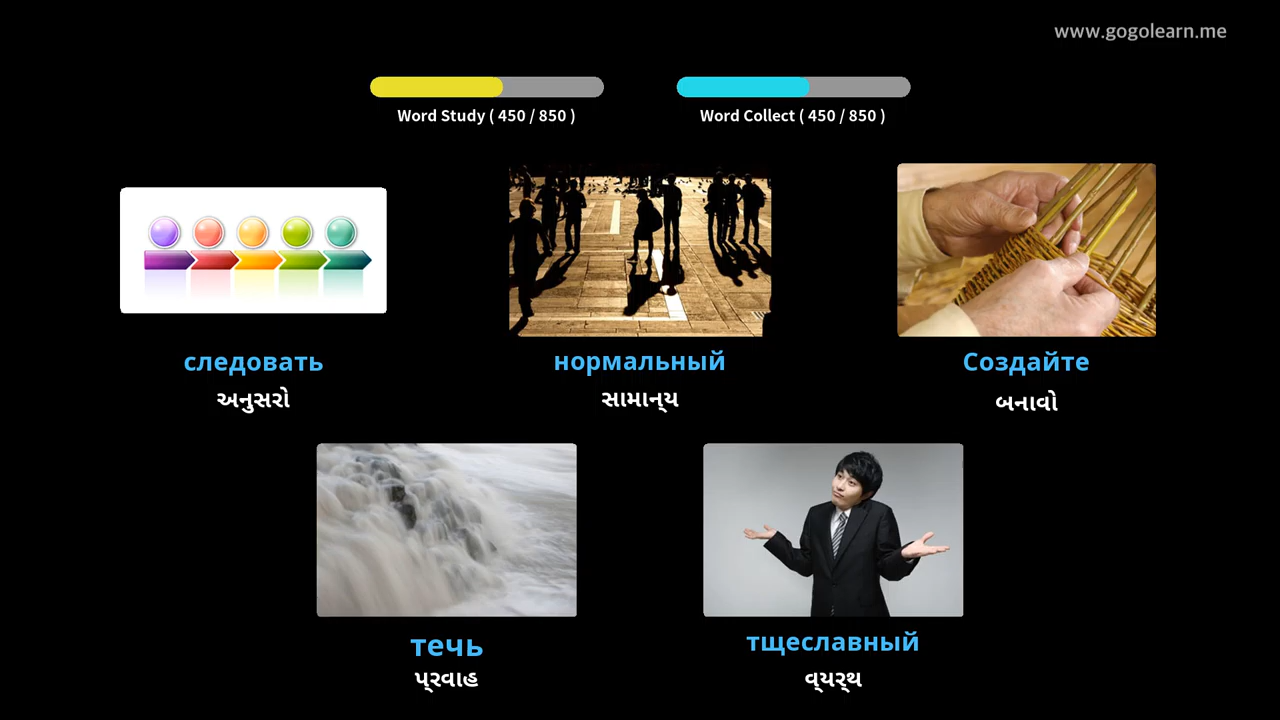 www.gogolearn.me
Word Study ( 450 / 850 )
Word Collect ( 450 / 850 )
следовать
અનુસરો
нормальный
સામાન્ય
Создайте
બનાવો
течь
પ્રવાહ
тщеславный
વ્યર્થ